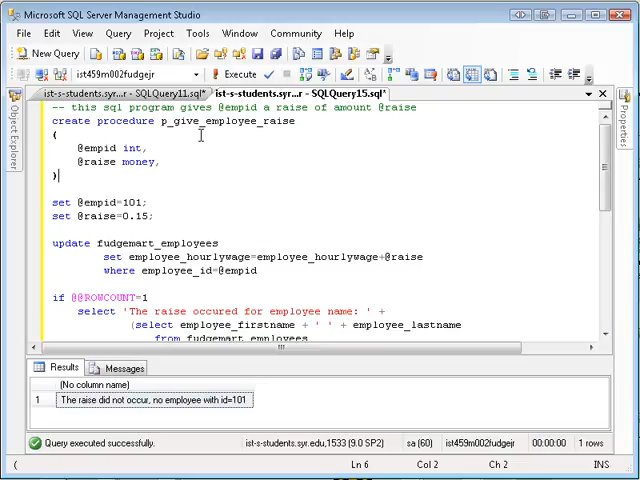 Microsoft SQL Server Management Studio
File Edit View Query Project Tools Window Community Help
New Query
ist459m002fudgejr Execute
ist-s-students.syr...r - SQLQuery11.sql* ist-s-students.syr...r - SQLQuery15.sql*
Object Explorer
Properties
-- this sql program gives @empid a raise of amount @raise
create procedure p_give_employee_raise
(
@empid int,
@raise money,
)
set @empid=101;
set @raise=0.15;
update fudgemart_employees
set employee_hourlywage=employee_hourlywage+@raise
where employee_id=@empid
if @@ROWCOUNT=1
select 'The raise occured for employee name: ' +
(select employee_firstname + ' ' + employee_lastname
from fudgemart_employees
Results Messages
(No column name)
1 The raise did not occur, no employee with id=101
Query executed successfully. ist-s-students.syr.edu,1533 (9.0 SP2) sa (60) ist459m002fudgejr 00:00:00 1 rows
( Ln 6 Col 2 Ch 2 INS